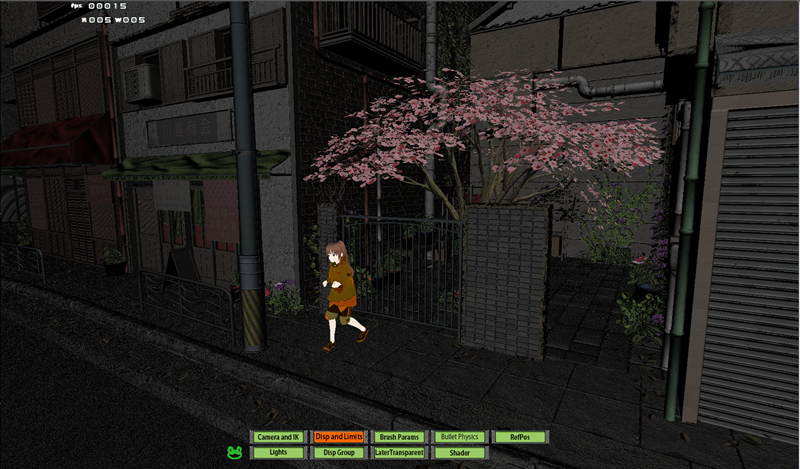 fps 00015
R 005 W005
Camera and IK Disp and Limits Brush Params Bullet Physics RefPos
Lights Disp Group LaterTransparent Shader